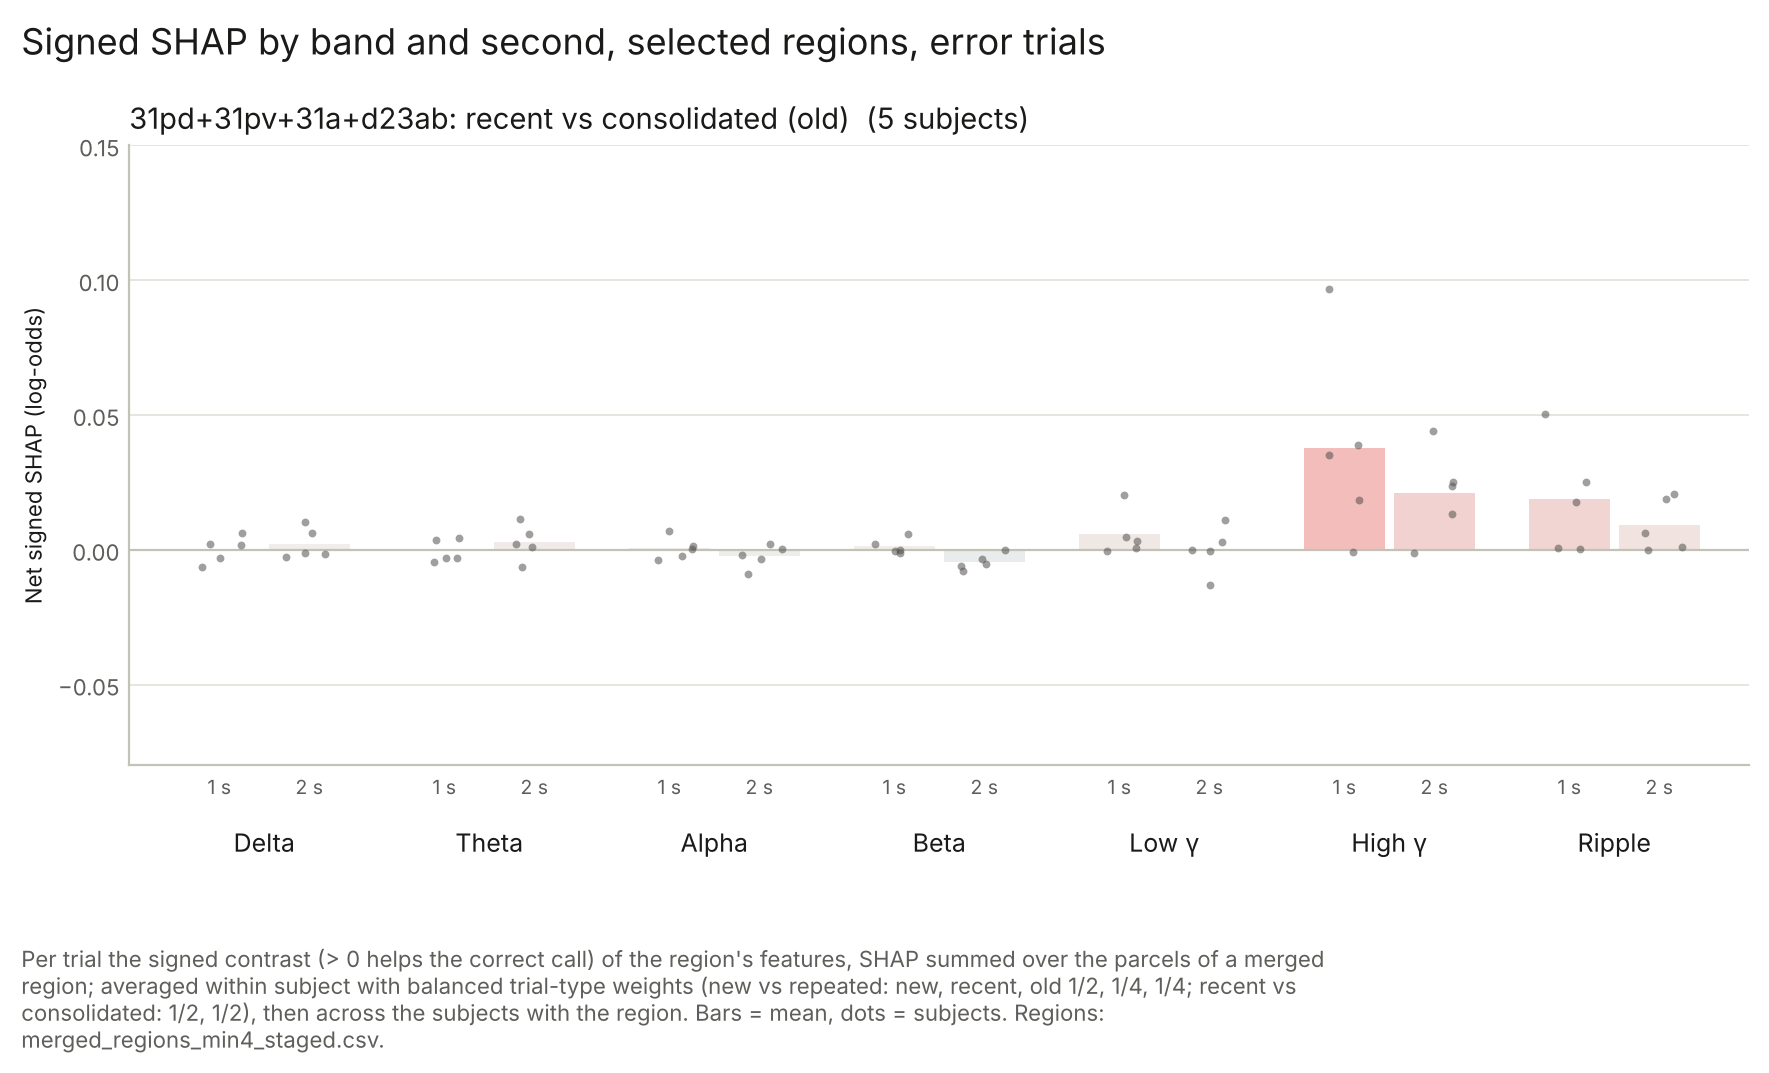 Signed SHAP by band and second, selected regions, error trials
31pd+31pv+31a+d23ab: recent vs consolidated (old)  (5 subjects)
Net signed SHAP (log-odds)
0.15
0.10
0.05
0.00
−0.05
1 s 2 s 1 s 2 s 1 s 2 s 1 s 2 s 1 s 2 s 1 s 2 s 1 s 2 s
Delta Theta Alpha Beta Low γ High γ Ripple
Per trial the signed contrast (> 0 helps the correct call) of the region's features, SHAP summed over the parcels of a merged
region; averaged within subject with balanced trial-type weights (new vs repeated: new, recent, old 1/2, 1/4, 1/4; recent vs
consolidated: 1/2, 1/2), then across the subjects with the region. Bars = mean, dots = subjects. Regions:
merged_regions_min4_staged.csv.